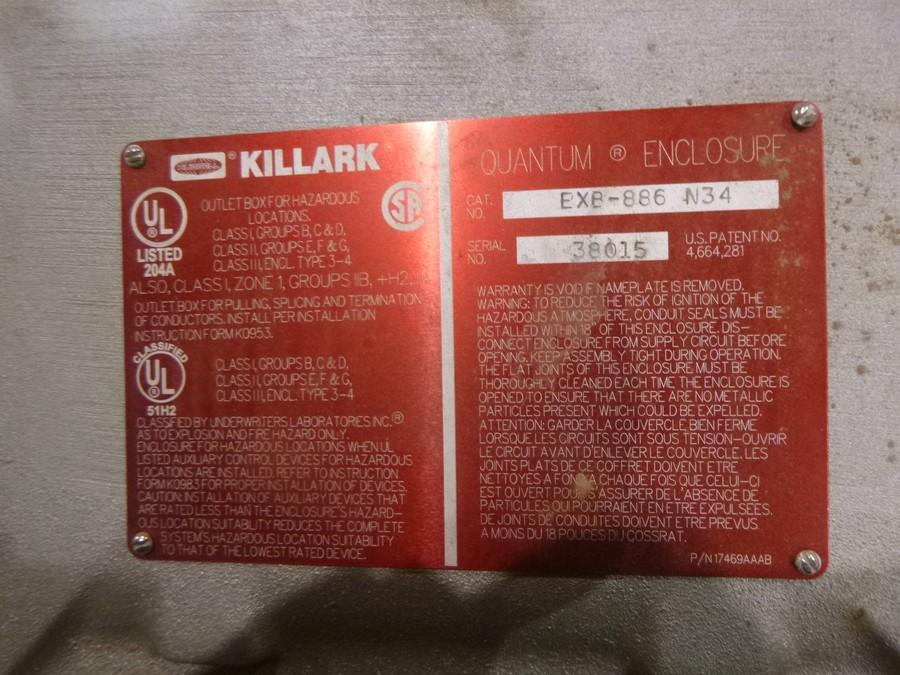 HUBBELL ® KILLARK
UL
®
LISTED
204A
OUTLET BOX FOR HAZARDOUS
LOCATIONS.
CLASS I, GROUPS B, C & D,
CLASS II, GROUPS E, F & G,
CLASS III, ENCL. TYPE 3-4
SA
ALSO, CLASS I, ZONE 1, GROUPS IIB, +H2.
OUTLET BOX FOR PULLING, SPLICING AND TERMINATION
OF CONDUCTORS. INSTALL PER INSTALLATION
INSTRUCTION FORM K0953.
CLASSIFIED
UL
®
51H2
CLASS I, GROUPS B, C & D,
CLASS II, GROUPS E, F & G,
CLASS III, ENCL. TYPE 3-4
CLASSIFIED BY UNDERWRITERS LABORATORIES INC.®
AS TO EXPLOSION AND FIRE HAZARD ONLY.
ENCLOSURE FOR HAZARDOUS LOCATIONS WHEN UL
LISTED AUXILIARY CONTROL DEVICES FOR HAZARDOUS
LOCATIONS ARE INSTALLED. REFER TO INSTRUCTION
FORM K0983 FOR PROPER INSTALLATION OF DEVICES.
CAUTION: INSTALLATION OF AUXILIARY DEVICES THAT
ARE RATED LESS THAN THE ENCLOSURE'S HAZARD-
OUS LOCATION SUITABILITY REDUCES THE COMPLETE
SYSTEM'S HAZARDOUS LOCATION SUITABILITY
TO THAT OF THE LOWEST RATED DEVICE.
QUANTUM ® ENCLOSURE
CAT.
NO.
EXB-886 N34
SERIAL
NO.
38015
U.S. PATENT NO.
4,664,281
WARRANTY IS VOID IF NAMEPLATE IS REMOVED.
WARNING: TO REDUCE THE RISK OF IGNITION OF THE
HAZARDOUS ATMOSPHERE, CONDUIT SEALS MUST BE
INSTALLED WITHIN 18" OF THIS ENCLOSURE. DIS-
CONNECT ENCLOSURE FROM SUPPLY CIRCUIT BEFORE
OPENING. KEEP ASSEMBLY TIGHT DURING OPERATION.
THE FLAT JOINTS OF THIS ENCLOSURE MUST BE
THOROUGHLY CLEANED EACH TIME THE ENCLOSURE IS
OPENED TO ENSURE THAT THERE ARE NO METALLIC
PARTICLES PRESENT WHICH COULD BE EXPELLED.
ATTENTION: GARDER LA COUVERCLE BIEN FERME
LORSQUE LES CIRCUITS SONT SOUS TENSION-OUVRIR
LE CIRCUIT AVANT D'ENLEVER LE COUVERCLE. LES
JOINTS PLATS DE CE COFFRET DOIVENT ETRE
NETTOYES A FOND A CHAQUE FOIS QUE CELUI-CI
EST OUVERT POUR S'ASSURER DE L'ABSENCE DE
PARTICULES QUI POURRAIENT EN ETRE EXPULSEES.
DE JOINTS DE CONDUITES DOIVENT ETRE PREVUS
A MOINS DU 18 POUCES DU COSSRAT.
P/N 17469AAAB